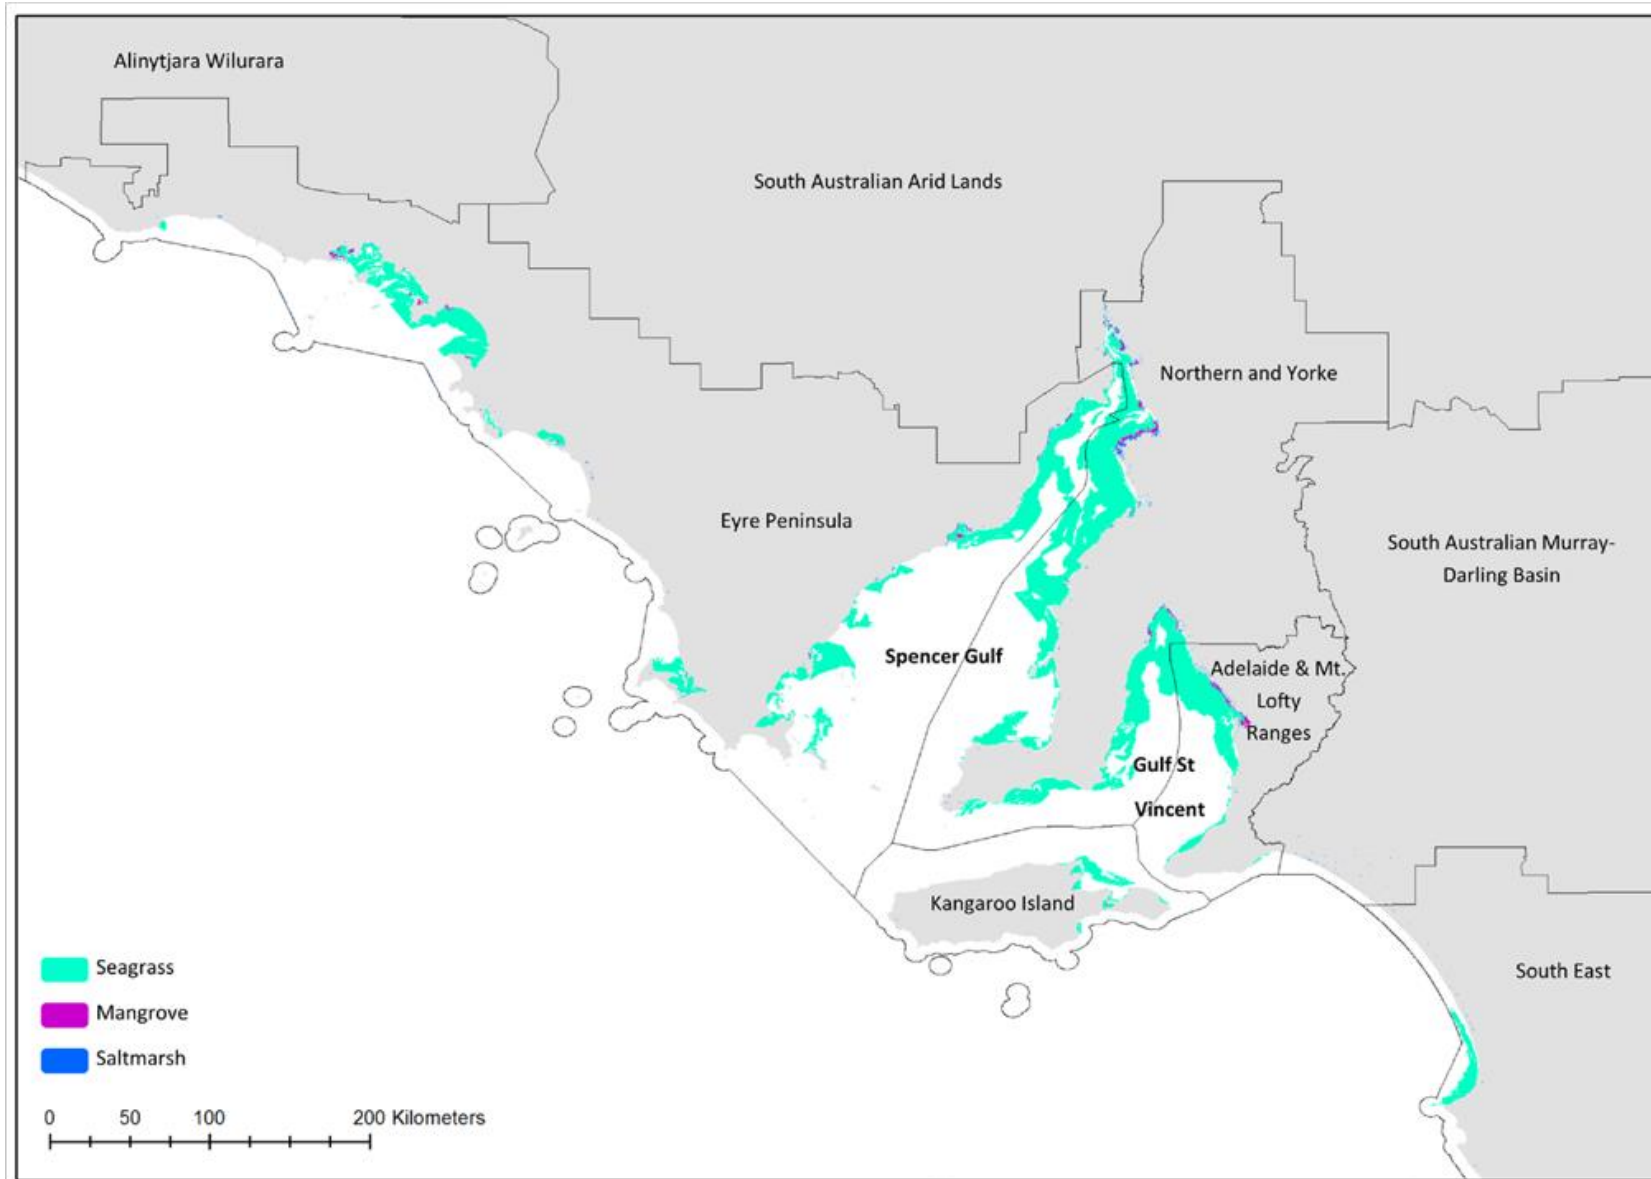 Alinytjara Wilurara
South Australian Arid Lands
Northern and Yorke
Eyre Peninsula
South Australian Murray-
Darling Basin
Spencer Gulf
Adelaide & Mt.
Lofty
Ranges
Gulf St
Vincent
Kangaroo Island
South East
Seagrass
Mangrove
Saltmarsh
0 50 100 200 Kilometers